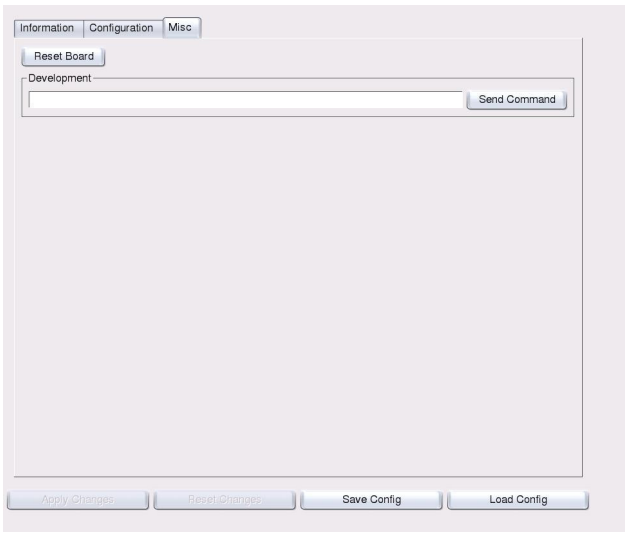 Information Configuration Misc
Reset Board
Development
Send Command
Apply Changes Reset Changes Save Config Load Config